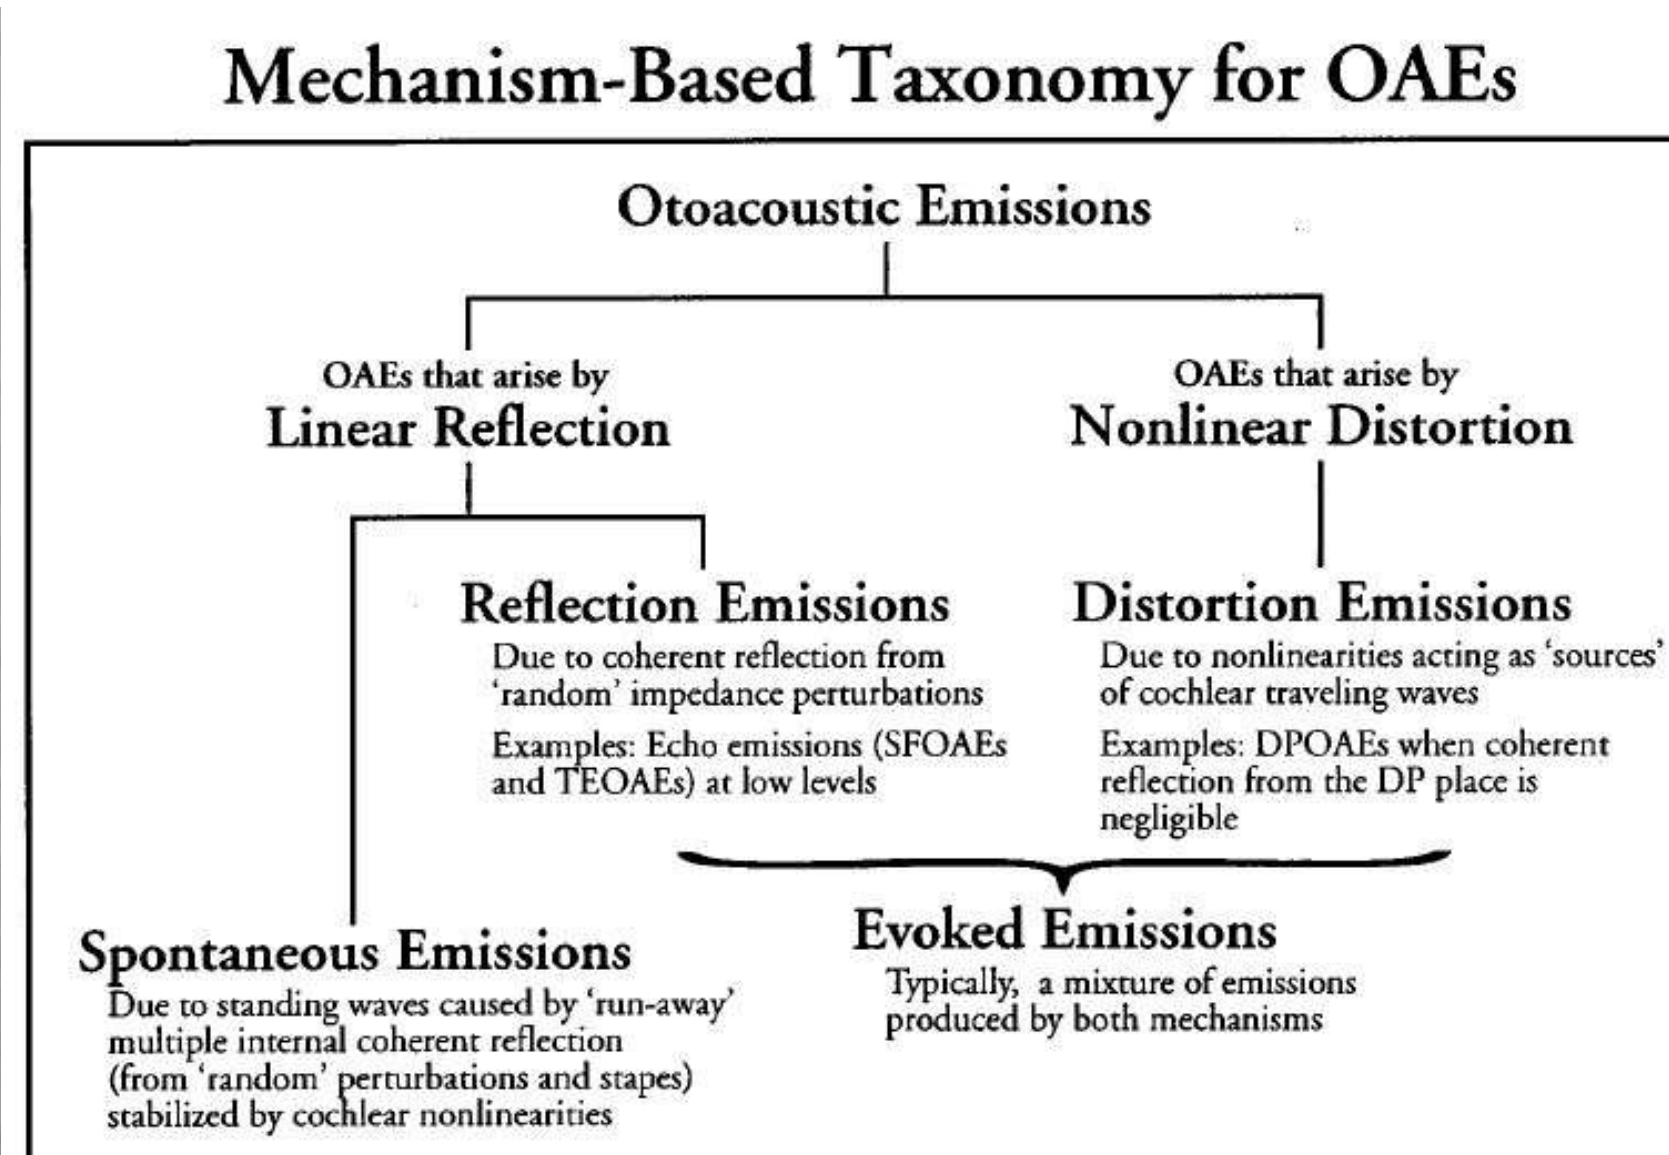 Mechanism-Based Taxonomy for OAEs
Otoacoustic Emissions
OAEs that arise by
Linear Reflection
OAEs that arise by
Nonlinear Distortion
Reflection Emissions
Due to coherent reflection from
‘random’ impedance perturbations
Examples: Echo emissions (SFOAEs
and TEOAEs) at low levels
Distortion Emissions
Due to nonlinearities acting as ‘sources’
of cochlear traveling waves
Examples: DPOAEs when coherent
reflection from the DP place is
negligible
Spontaneous Emissions
Due to standing waves caused by ‘run-away’
multiple internal coherent reflection
(from ‘random’ perturbations and stapes)
stabilized by cochlear nonlinearities
Evoked Emissions
Typically, a mixture of emissions
produced by both mechanisms